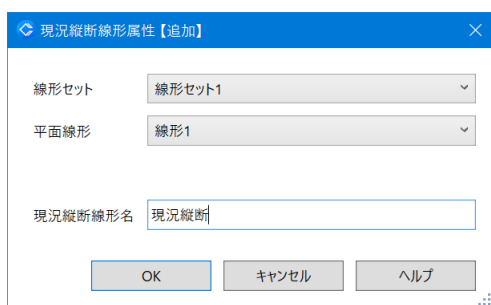 現況縦断線形属性【追加】
線形セット 線形セット1
平面線形 線形1
現況縦断線形名 現況縦断
OK キャンセル ヘルプ